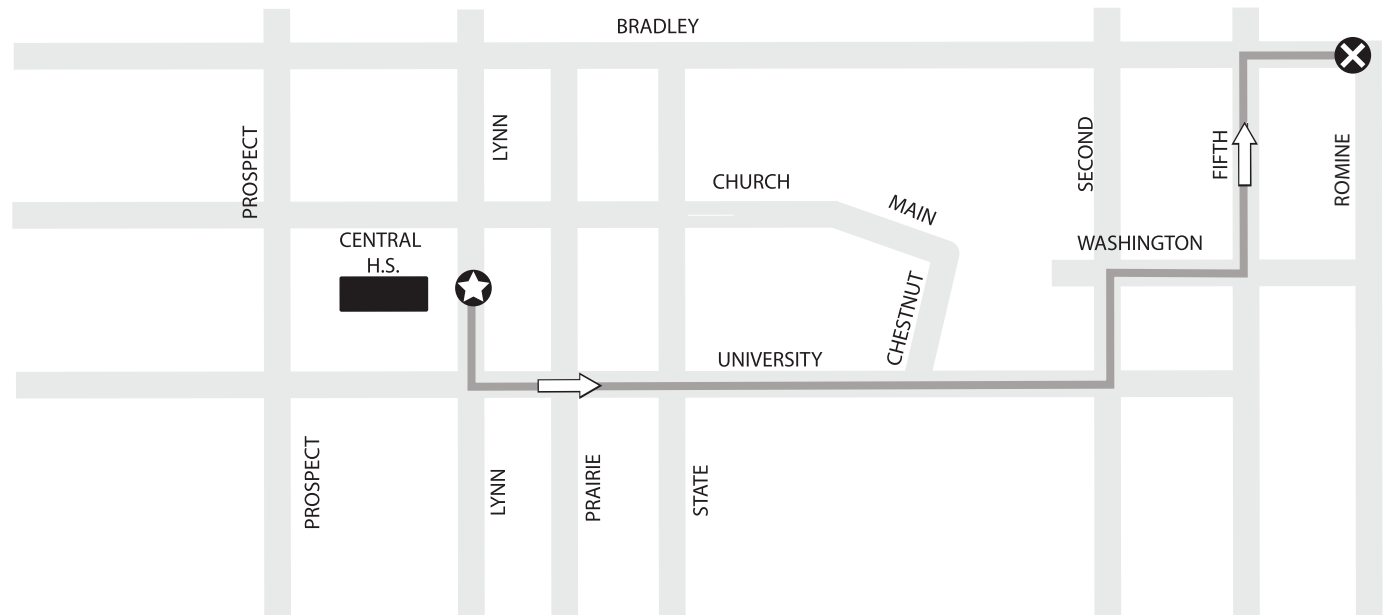 BRADLEY
PROSPECT
LYNN
SECOND
FIFTH
ROMINE
CHURCH
MAIN
WASHINGTON
CENTRAL
H.S.
CHESTNUT
UNIVERSITY
PROSPECT
LYNN
PRAIRIE
STATE